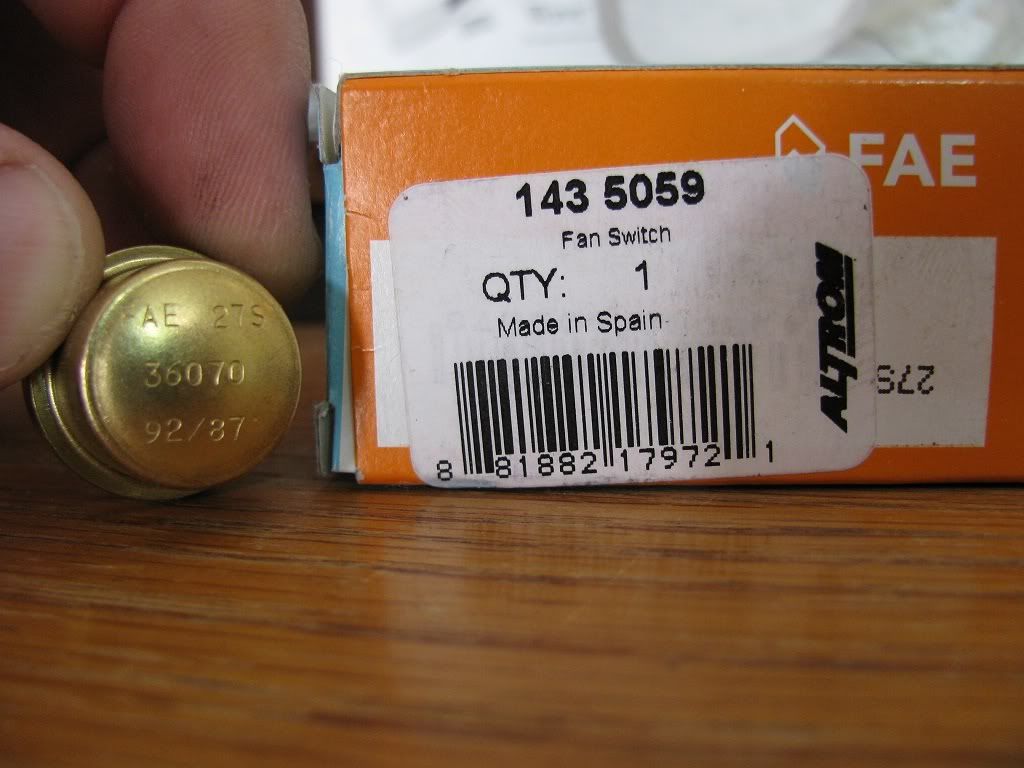 FAE 27S
36070
92/87
FAE
143 5059
Fan Switch
QTY: 1
Made in Spain
8 81882 17972 1
ALTROM
27S